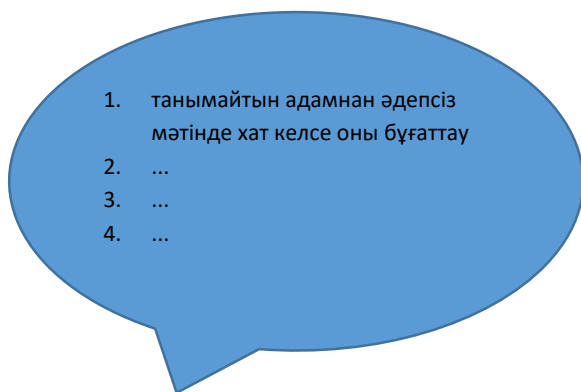 1. танымайтын адамнан әдепсіз
мәтінде хат келсе оны бұғаттау
2. ...
3. ...
4. ...